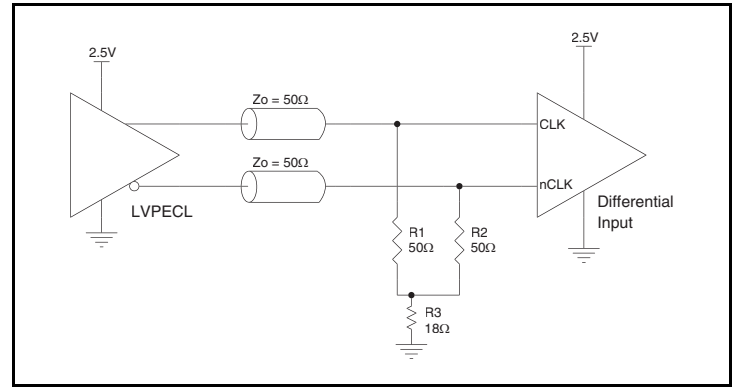 2.5V
2.5V
Zo = 50Ω
CLK
Zo = 50Ω
nCLK
LVPECL
Differential
Input
R1
50Ω
R2
50Ω
R3
18Ω